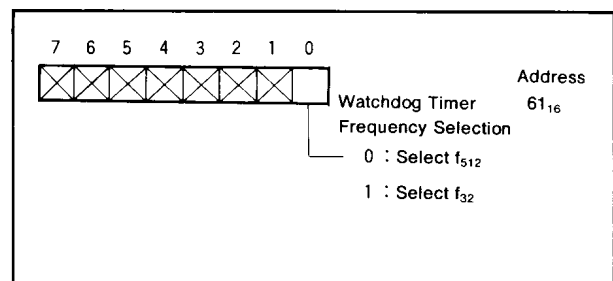 7 6 5 4 3 2 1 0
Address
Watchdog Timer 61₁₆
Frequency Selection
0 : Select f₅₁₂
1 : Select f₃₂